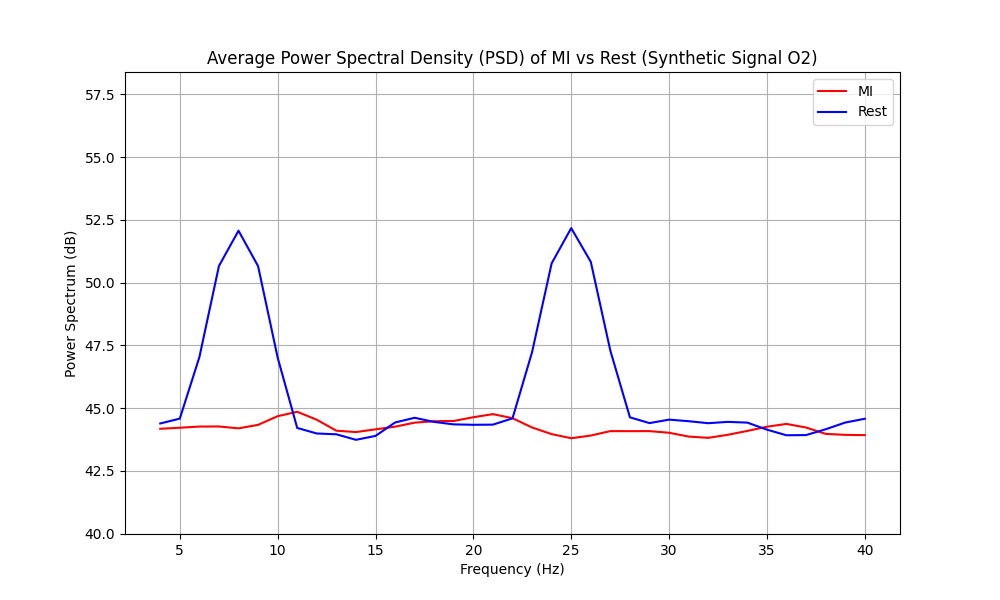 Average Power Spectral Density (PSD) of MI vs Rest (Synthetic Signal O2)
MI
Rest
57.5
55.0
52.5
50.0
47.5
45.0
42.5
40.0
Power Spectrum (dB)
5 10 15 20 25 30 35 40
Frequency (Hz)